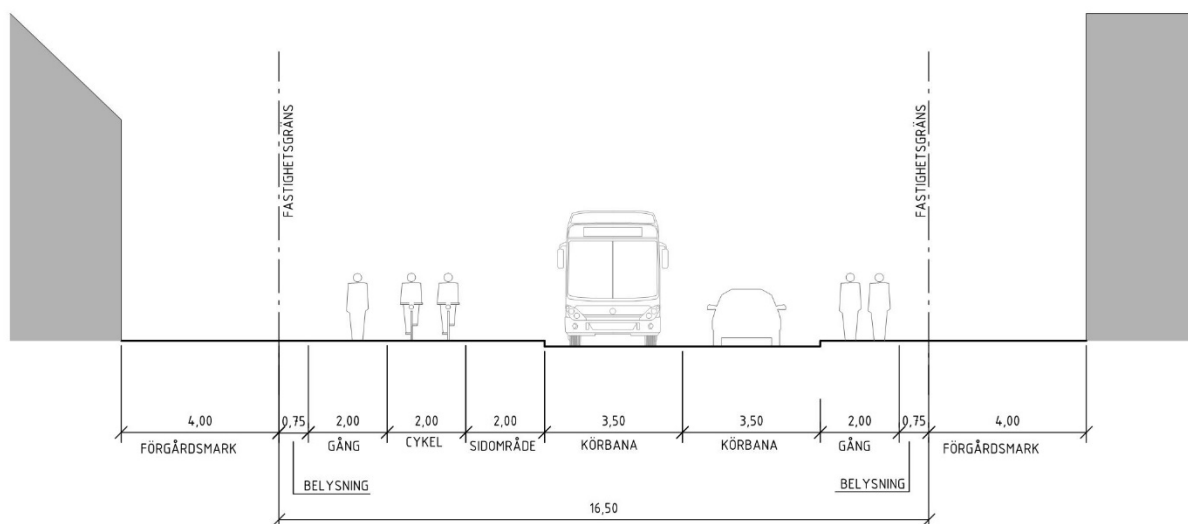 FASTIGHETSGRÄNS
FASTIGHETSGRÄNS
4,00
0,75
2,00
2,00
2,00
3,50
3,50
2,00
0,75
4,00
FÖRGÅRDSMARK
GÅNG
CYKEL
SIDOMRÅDE
KÖRBANA
KÖRBANA
GÅNG
FÖRGÅRDSMARK
BELYSNING
BELYSNING
16,50